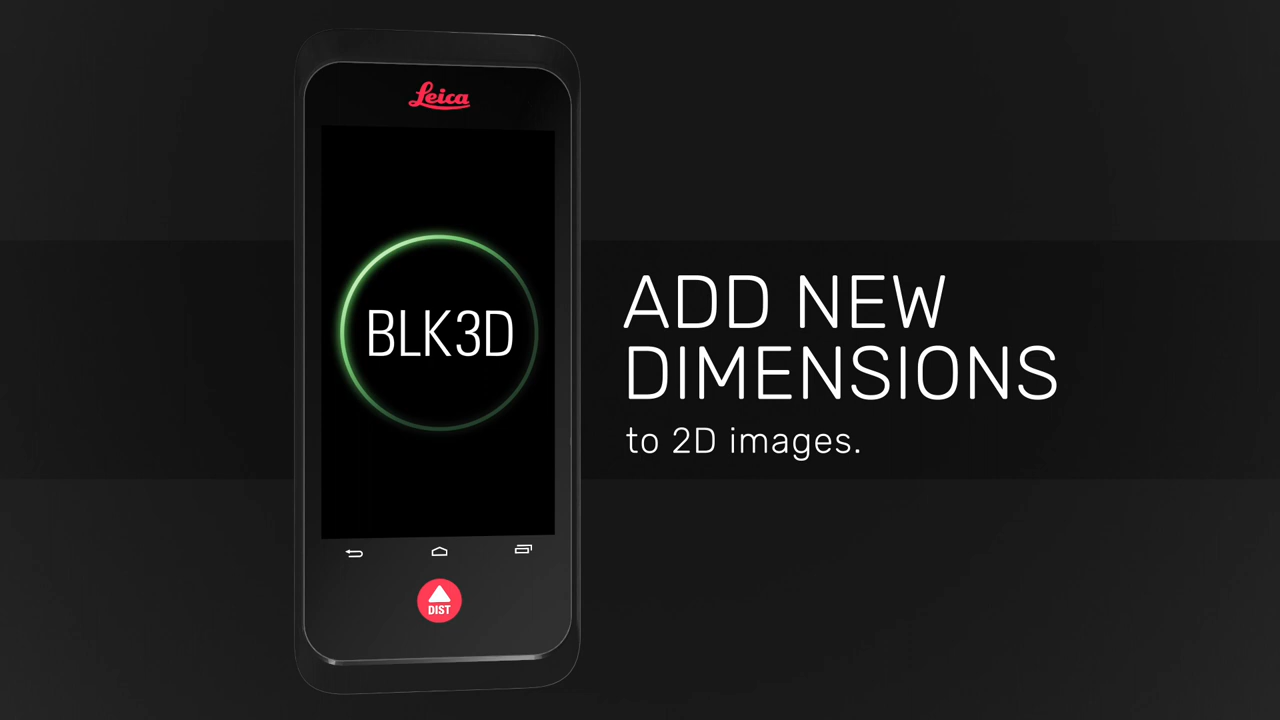 Leica
BLK3D
DIST
ADD NEW
DIMENSIONS
to 2D images.